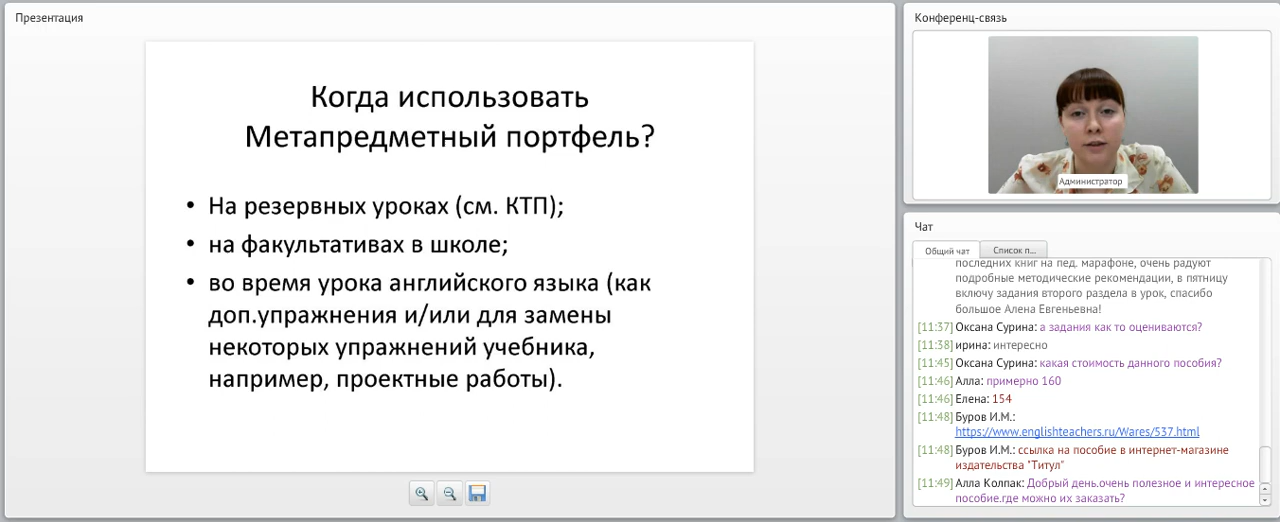 Презентация
Когда использовать
Метапредметный портфель?
• На резервных уроках (см. КТП);
• на факультативах в школе;
• во время урока английского языка (как
доп.упражнения и/или для замены
некоторых упражнений учебника,
например, проектные работы).
Конференц-связь
Администратор
Чат
Общий чат
Список п...
последних книг на пед. марафоне, очень радуют
подробные методические рекомендации, в пятницу
включу задания второго раздела в урок, спасибо
большое Алена Евгеньевна!
[11:37] Оксана Сурина: а задания как то оцениваются?
[11:38] ирина: интересно
[11:45] Оксана Сурина: какая стоимость данного пособия?
[11:46] Алла: примерно 160
[11:46] Елена: 154
[11:48] Буров И.М.:
https://www.englishteachers.ru/Wares/537.html
[11:48] Буров И.М.: ссылка на пособие в интернет-магазине
издательства "Титул"
[11:49] Алла Колпак: Добрый день.очень полезное и интересное
пособие.где можно их заказать?